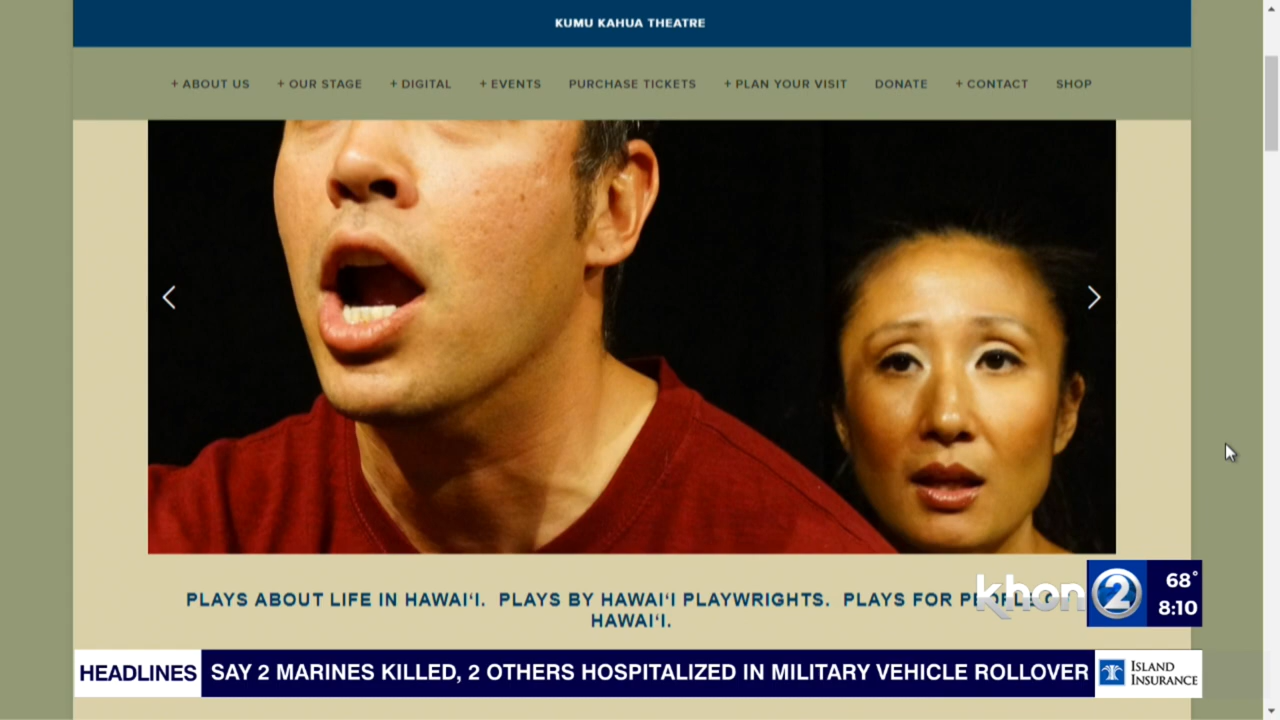 KUMU KAHUA THEATRE
+ ABOUT US + OUR STAGE + DIGITAL + EVENTS PURCHASE TICKETS + PLAN YOUR VISIT DONATE + CONTACT SHOP
PLAYS ABOUT LIFE IN HAWAIʻI. PLAYS BY HAWAIʻI PLAYWRIGHTS. PLAYS FOR PEOPLE
HAWAIʻI.
khon 2
68°
8:10
HEADLINES SAY 2 MARINES KILLED, 2 OTHERS HOSPITALIZED IN MILITARY VEHICLE ROLLOVER
ISLAND
INSURANCE